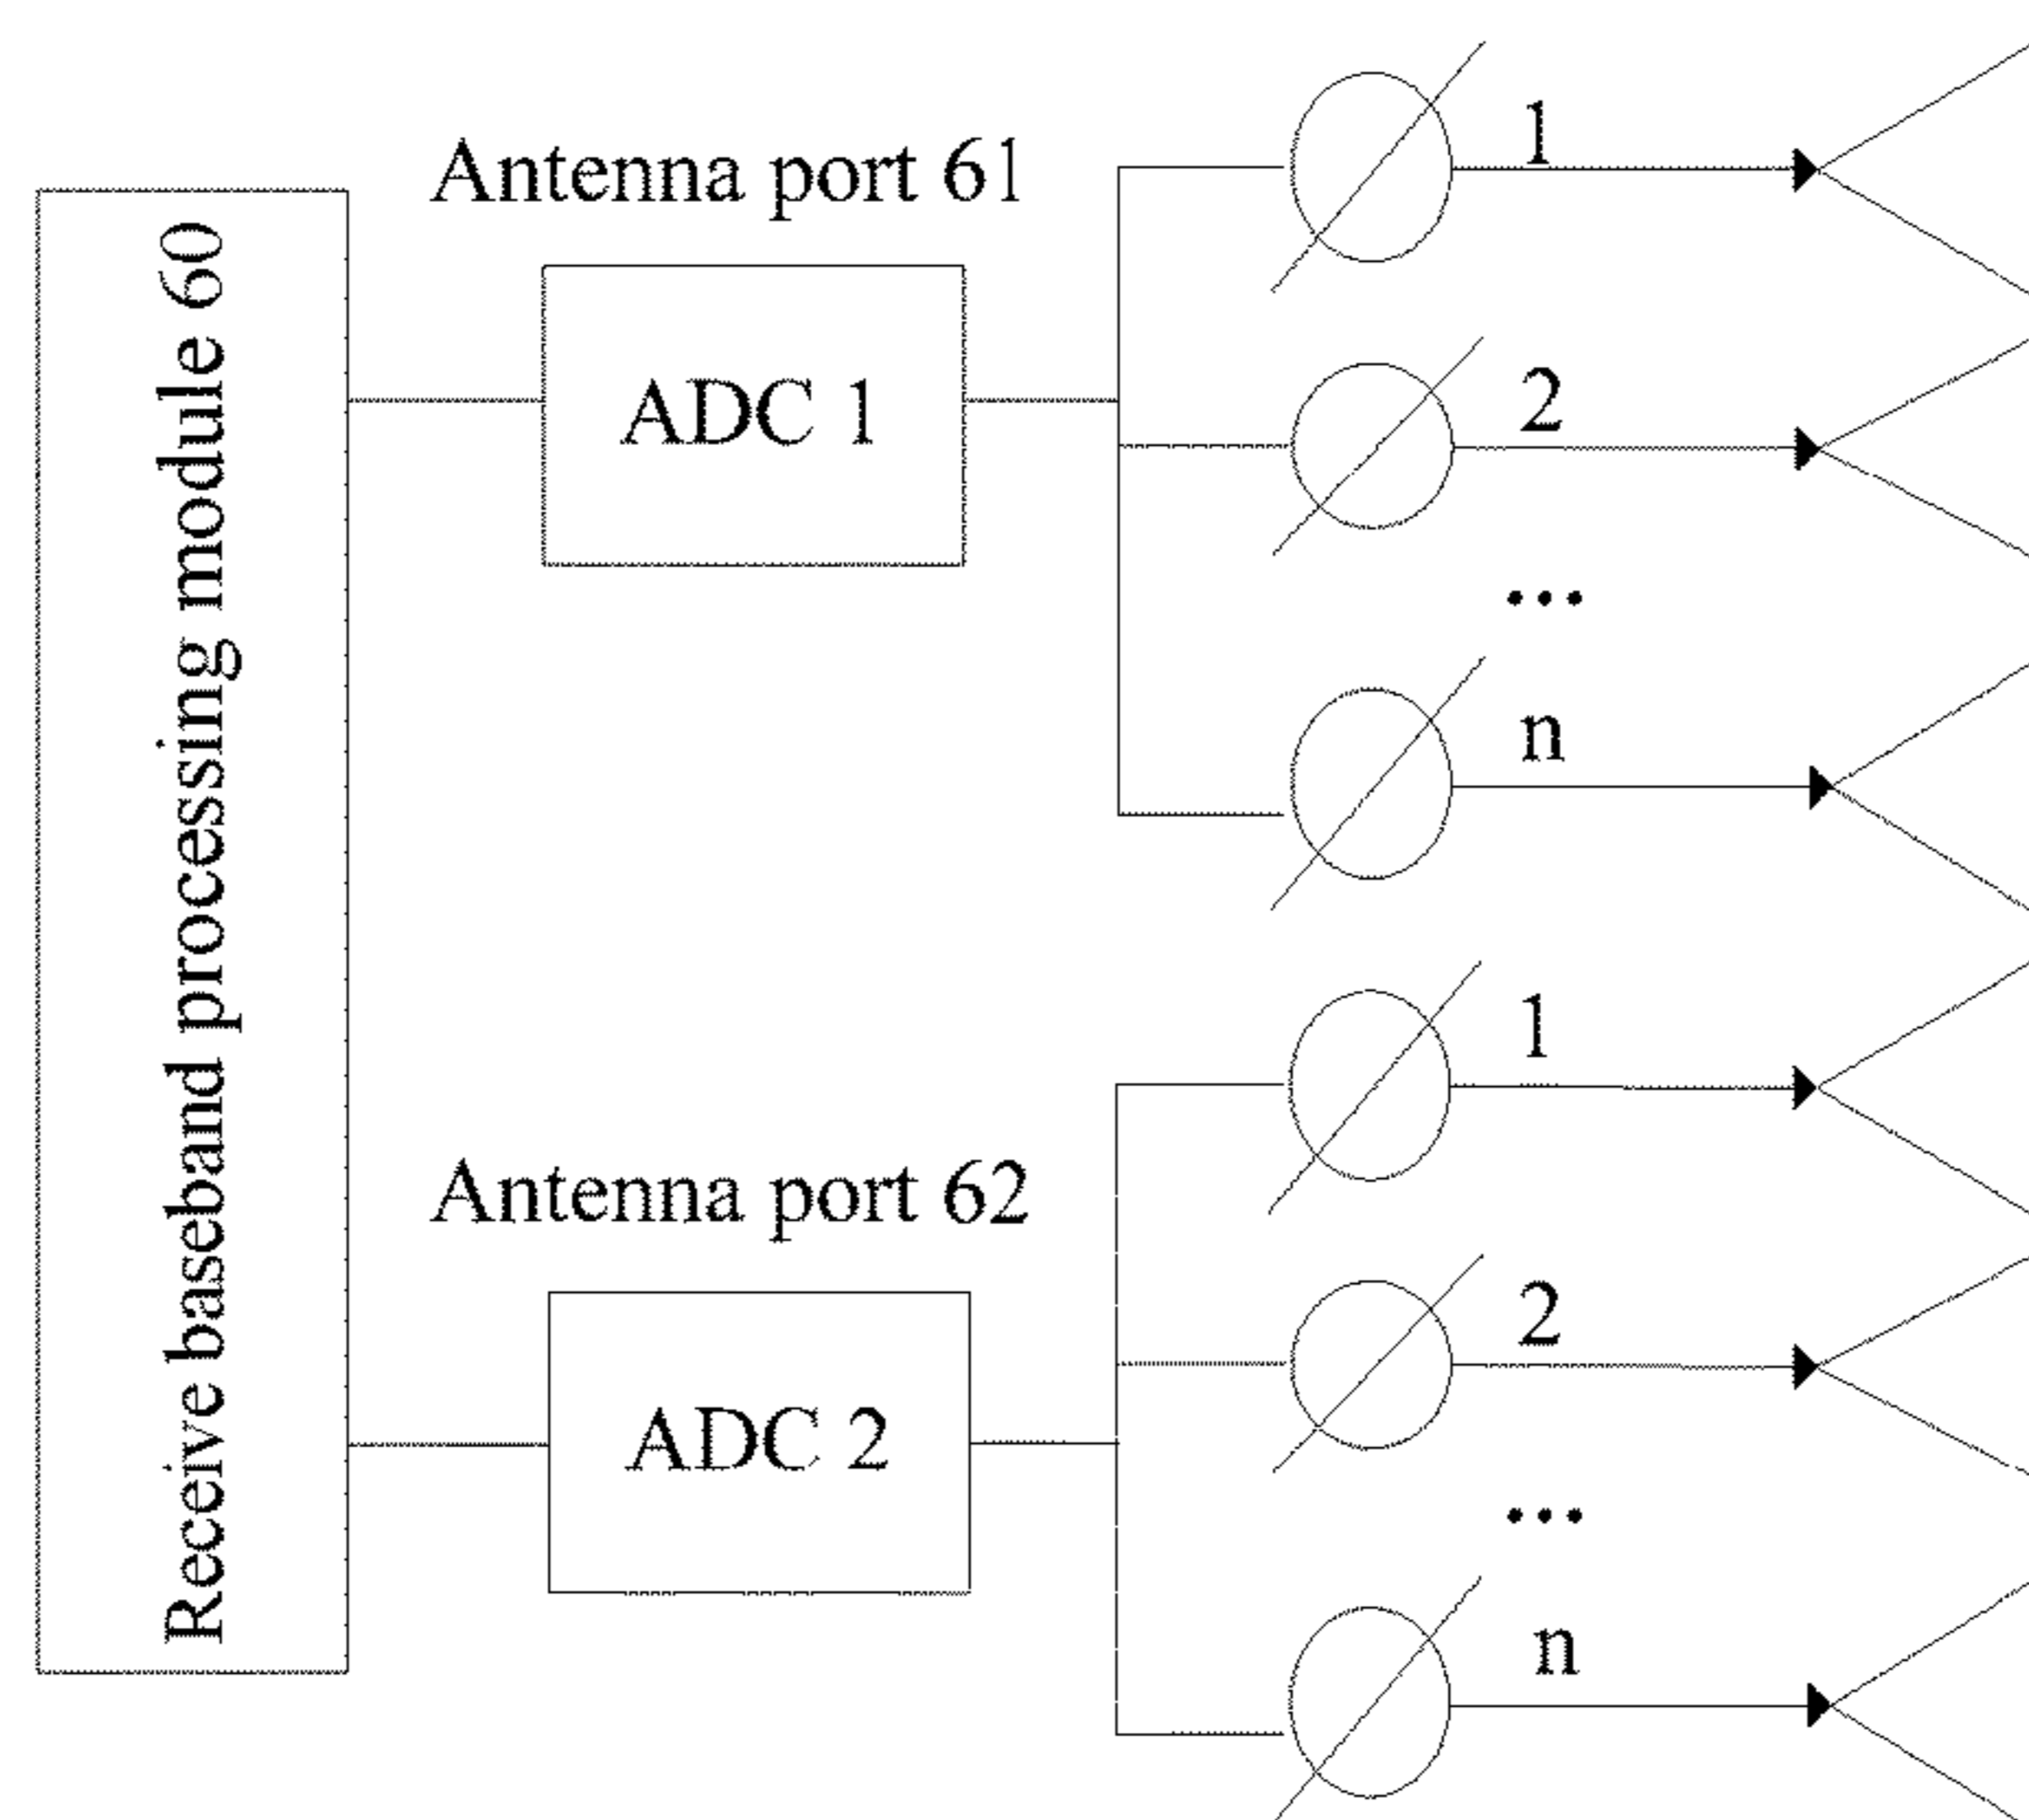 Receive baseband processing module 60
Antenna port 61
ADC 1
1
2
...
n
Antenna port 62
ADC 2
1
2
...
n